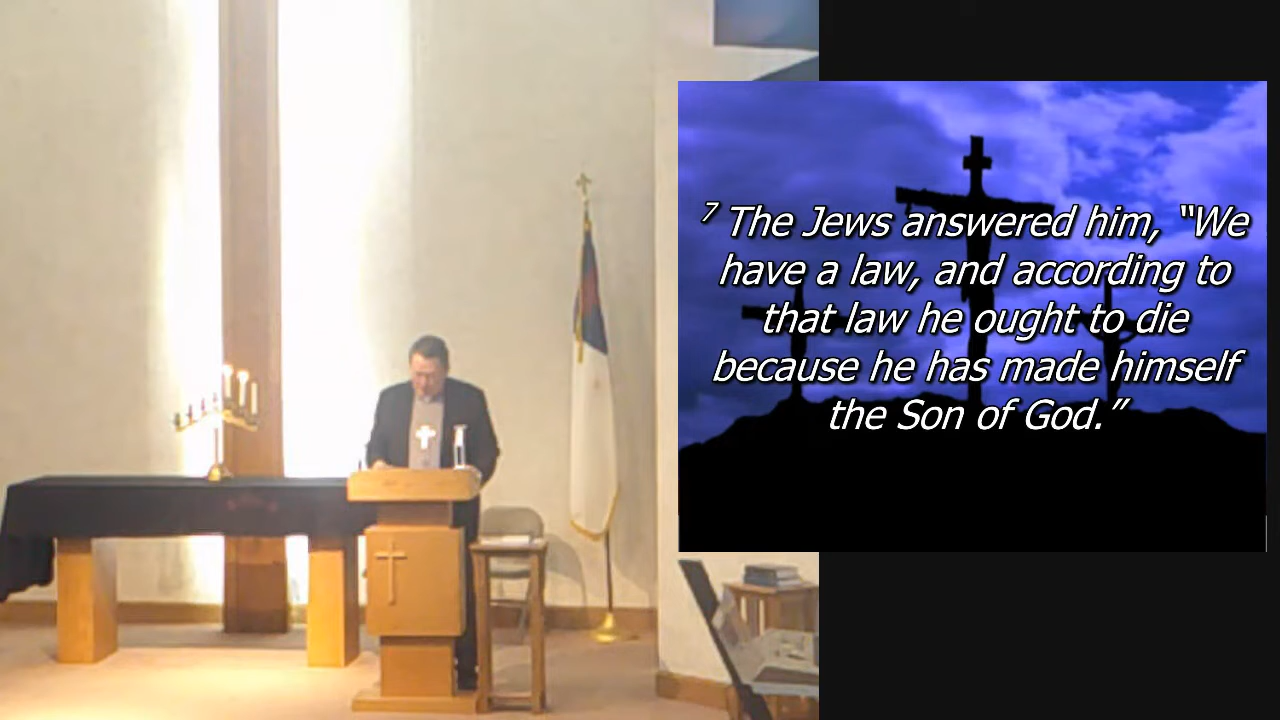 7 The Jews answered him, “We
have a law, and according to
that law he ought to die
because he has made himself
the Son of God.”